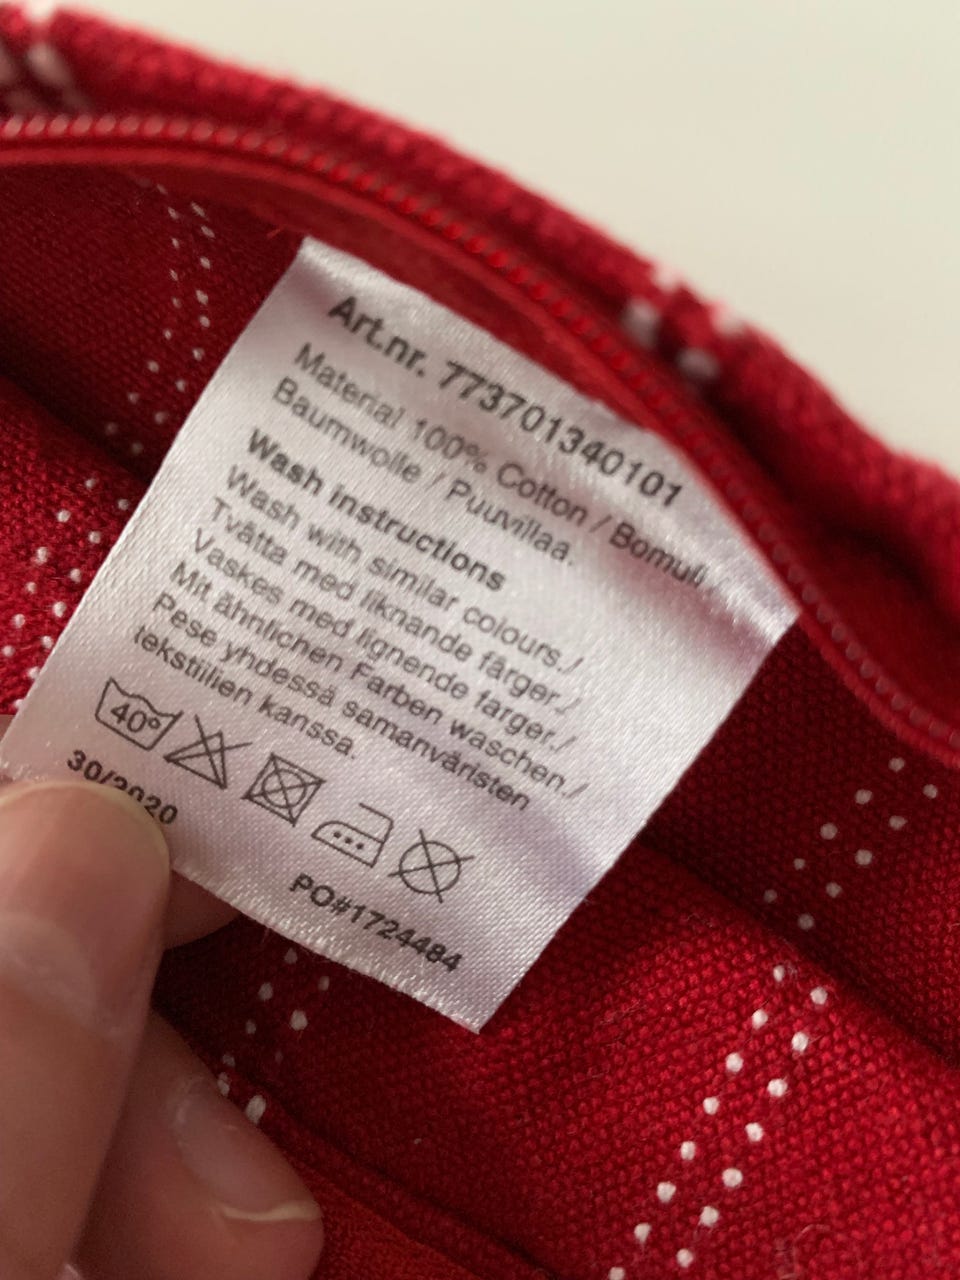 Art.nr. 773701340101
Material 100% Cotton / Bomull /
Baumwolle / Puuvillaa.
Wash instructions
Wash with similar colours./
Tvätta med liknande färger./
Vaskes med lignende farger./
Mit ähnlichen Farben waschen./
Pese yhdessä samanväristen
tekstiilien kanssa.
40°
30/2020
PO#1724484